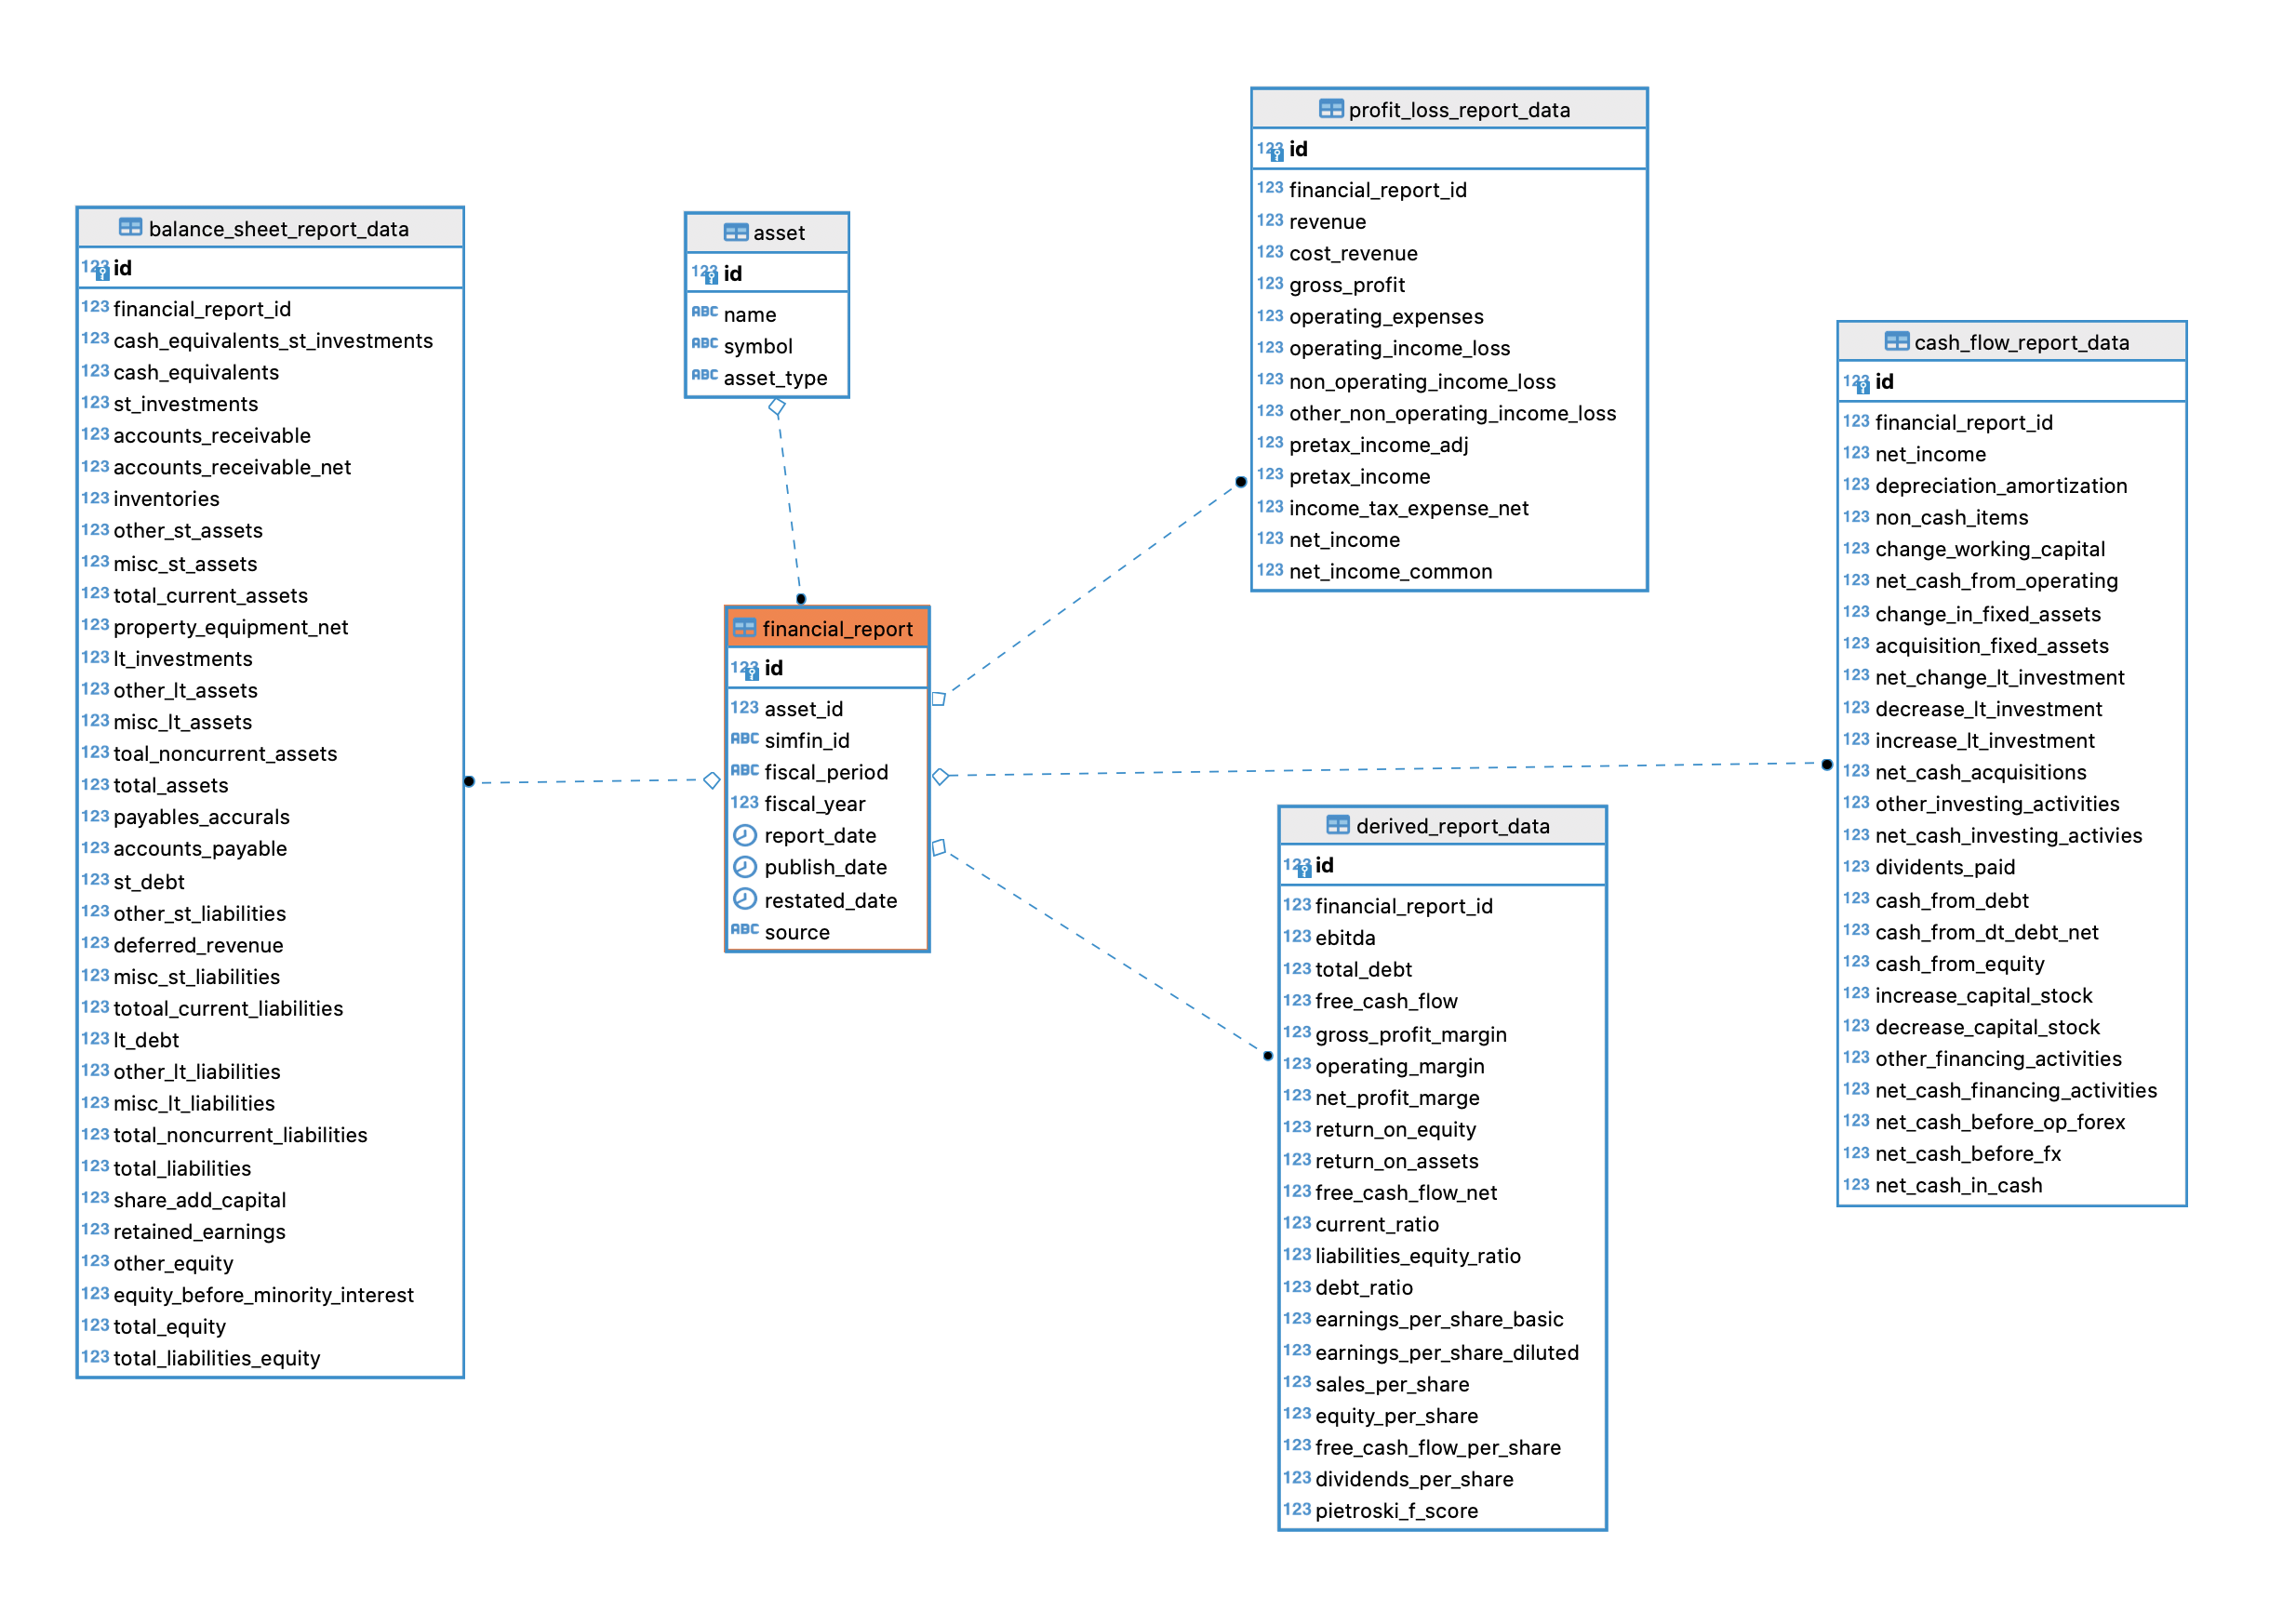 balance_sheet_report_data
123 id
123 financial_report_id
123 cash_equivalents_st_investments
123 cash_equivalents
123 st_investments
123 accounts_receivable
123 accounts_receivable_net
123 inventories
123 other_st_assets
123 misc_st_assets
123 total_current_assets
123 property_equipment_net
123 lt_investments
123 other_lt_assets
123 misc_lt_assets
123 toal_noncurrent_assets
123 total_assets
123 payables_accurals
123 accounts_payable
123 st_debt
123 other_st_liabilities
123 deferred_revenue
123 misc_st_liabilities
123 totoal_current_liabilities
123 lt_debt
123 other_lt_liabilities
123 misc_lt_liabilities
123 total_noncurrent_liabilities
123 total_liabilities
123 share_add_capital
123 retained_earnings
123 other_equity
123 equity_before_minority_interest
123 total_equity
123 total_liabilities_equity
asset
123 id
ABC name
ABC symbol
ABC asset_type
financial_report
123 id
123 asset_id
ABC simfin_id
ABC fiscal_period
123 fiscal_year
report_date
publish_date
restated_date
ABC source
profit_loss_report_data
123 id
123 financial_report_id
123 revenue
123 cost_revenue
123 gross_profit
123 operating_expenses
123 operating_income_loss
123 non_operating_income_loss
123 other_non_operating_income_loss
123 pretax_income_adj
123 pretax_income
123 income_tax_expense_net
123 net_income
123 net_income_common
derived_report_data
123 id
123 financial_report_id
123 ebitda
123 total_debt
123 free_cash_flow
123 gross_profit_margin
123 operating_margin
123 net_profit_marge
123 return_on_equity
123 return_on_assets
123 free_cash_flow_net
123 current_ratio
123 liabilities_equity_ratio
123 debt_ratio
123 earnings_per_share_basic
123 earnings_per_share_diluted
123 sales_per_share
123 equity_per_share
123 free_cash_flow_per_share
123 dividends_per_share
123 pietroski_f_score
cash_flow_report_data
123 id
123 financial_report_id
123 net_income
123 depreciation_amortization
123 non_cash_items
123 change_working_capital
123 net_cash_from_operating
123 change_in_fixed_assets
123 acquisition_fixed_assets
123 net_change_lt_investment
123 decrease_lt_investment
123 increase_lt_investment
123 net_cash_acquisitions
123 other_investing_activities
123 net_cash_investing_activies
123 dividents_paid
123 cash_from_debt
123 cash_from_dt_debt_net
123 cash_from_equity
123 increase_capital_stock
123 decrease_capital_stock
123 other_financing_activities
123 net_cash_financing_activities
123 net_cash_before_op_forex
123 net_cash_before_fx
123 net_cash_in_cash